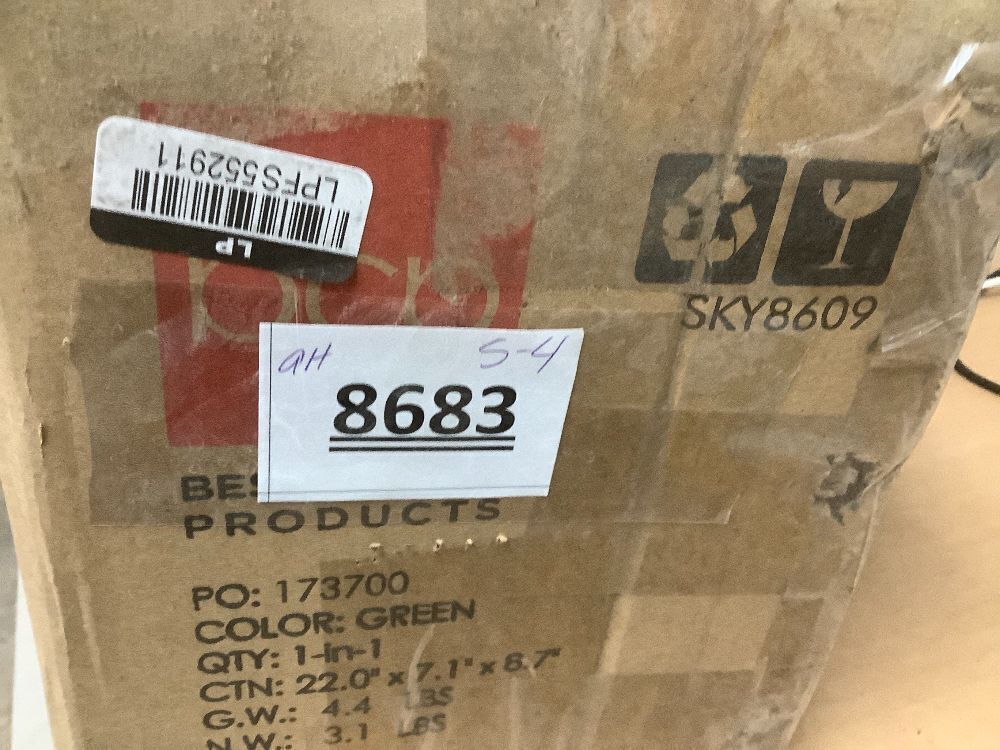 LPFS552911
LP
bcp
SKY8609
aH S-4
8683
BES
PRODUCTS
PO: 173700
COLOR: GREEN
QTY: 1-in-1
CTN: 22.0" x 7.1" x 8.7"
G.W.: 4.4 LBS
N.W.: 3.1 LBS